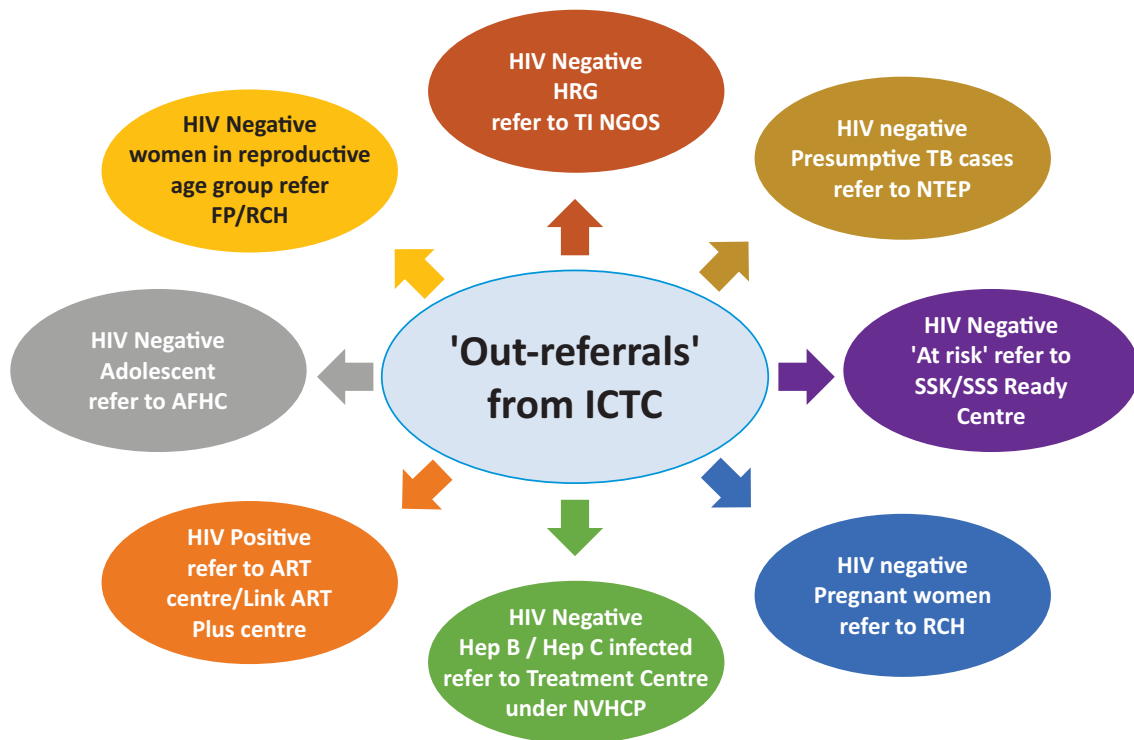 HIV Negative
HRG
refer to TI NGOS
HIV Negative
women in reproductive
age group refer
FP/RCH
HIV negative
Presumptive TB cases
refer to NTEP
HIV Negative
Adolescent
refer to AFHC
'Out-referrals'
from ICTC
HIV Negative
'At risk' refer to
SSK/SSS Ready
Centre
HIV Positive
refer to ART
centre/Link ART
Plus centre
HIV Negative
Hep B / Hep C infected
refer to Treatment Centre
under NVHCP
HIV negative
Pregnant women
refer to RCH